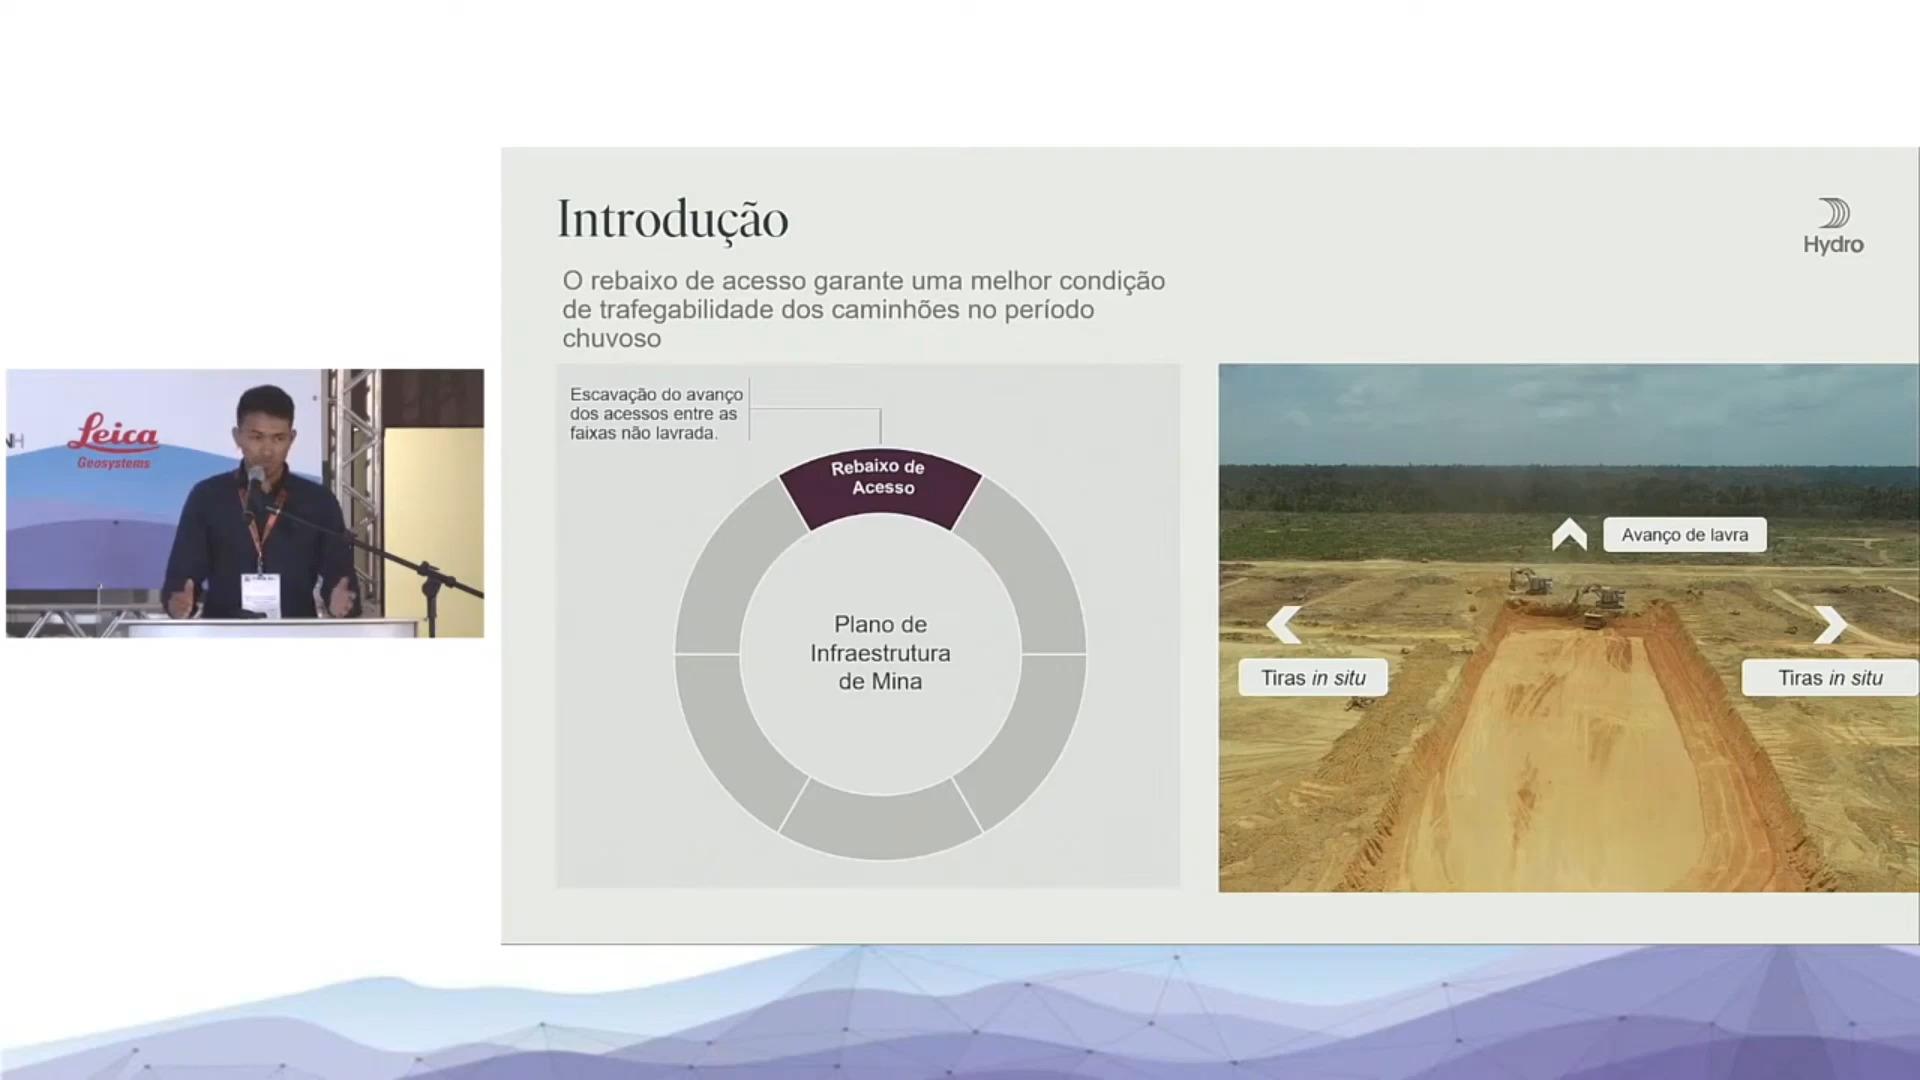 Introdução
Hydro
O rebaixo de acesso garante uma melhor condição
de trafegabilidade dos caminhões no período
chuvoso
Escavação do avanço
dos acessos entre as
faixas não lavrada.
Rebaixo de
Acesso
Plano de
Infraestrutura
de Mina
Avanço de lavra
Tiras in situ
Tiras in situ
Leica
Geosystems